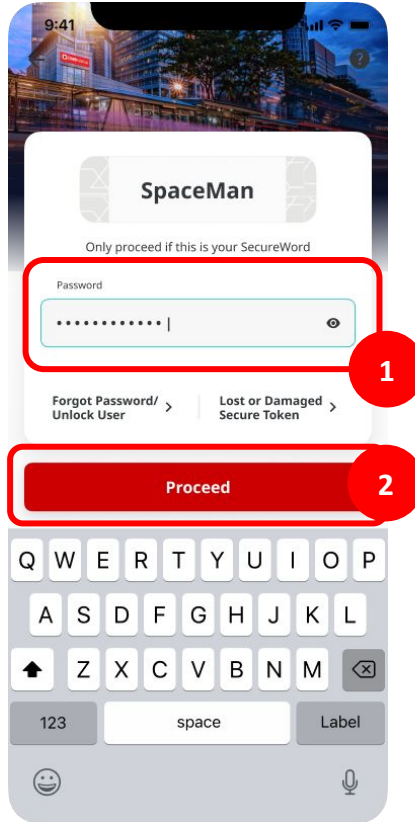 9:41
?
SpaceMan
Only proceed if this is your SecureWord
Password
••••••••••••|
1
Forgot Password/ >
Unlock User
Lost or Damaged >
Secure Token
Proceed
2
Q W E R T Y U I O P
A S D F G H J K L
Z X C V B N M
123 space Label